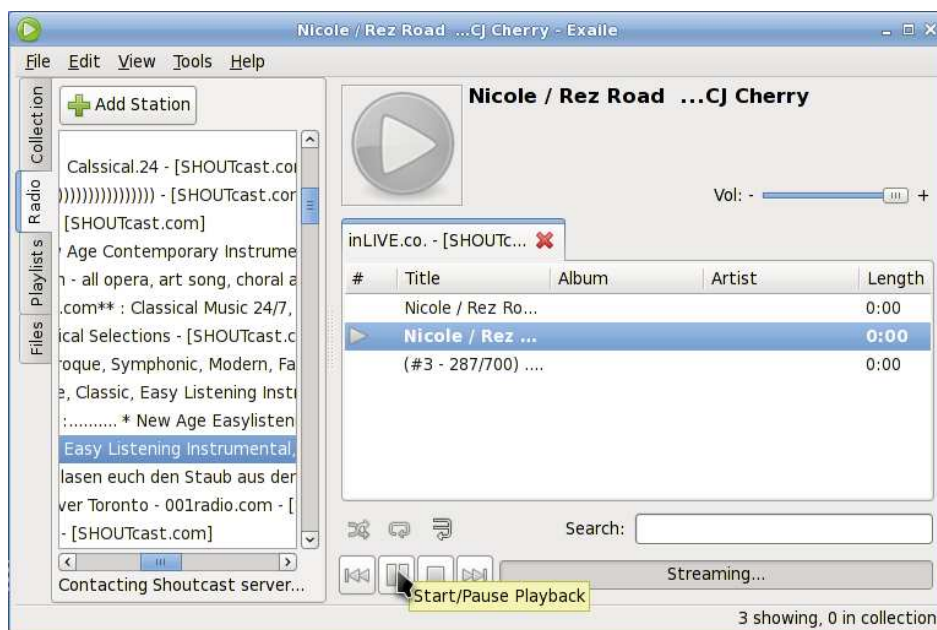 Nicole / Rez Road ...CJ Cherry - Exaile
File Edit View Tools Help
Collection
Radio
Playlists
Files
Add Station
Calssical.24 - [SHOUTcast.co
)))))))))))))))) - [SHOUTcast.cor
[SHOUTcast.com]
Age Contemporary Instrume
- all opera, art song, choral a
.com** : Classical Music 24/7,
ical Selections - [SHOUTcast.c
roque, Symphonic, Modern, Fa
e, Classic, Easy Listening Inst
:.......... * New Age Easylisten
Easy Listening Instrumental,
lasen euch den Staub aus der
ver Toronto - 001radio.com - [
- [SHOUTcast.com]
Contacting Shoutcast server...
Nicole / Rez Road ...CJ Cherry
Vol: - +
inLIVE.co. - [SHOUTc...
# Title Album Artist Length
Nicole / Rez Ro... 0:00
Nicole / Rez ... 0:00
(#3 - 287/700) .... 0:00
Search:
Streaming...
Start/Pause Playback
3 showing, 0 in collection